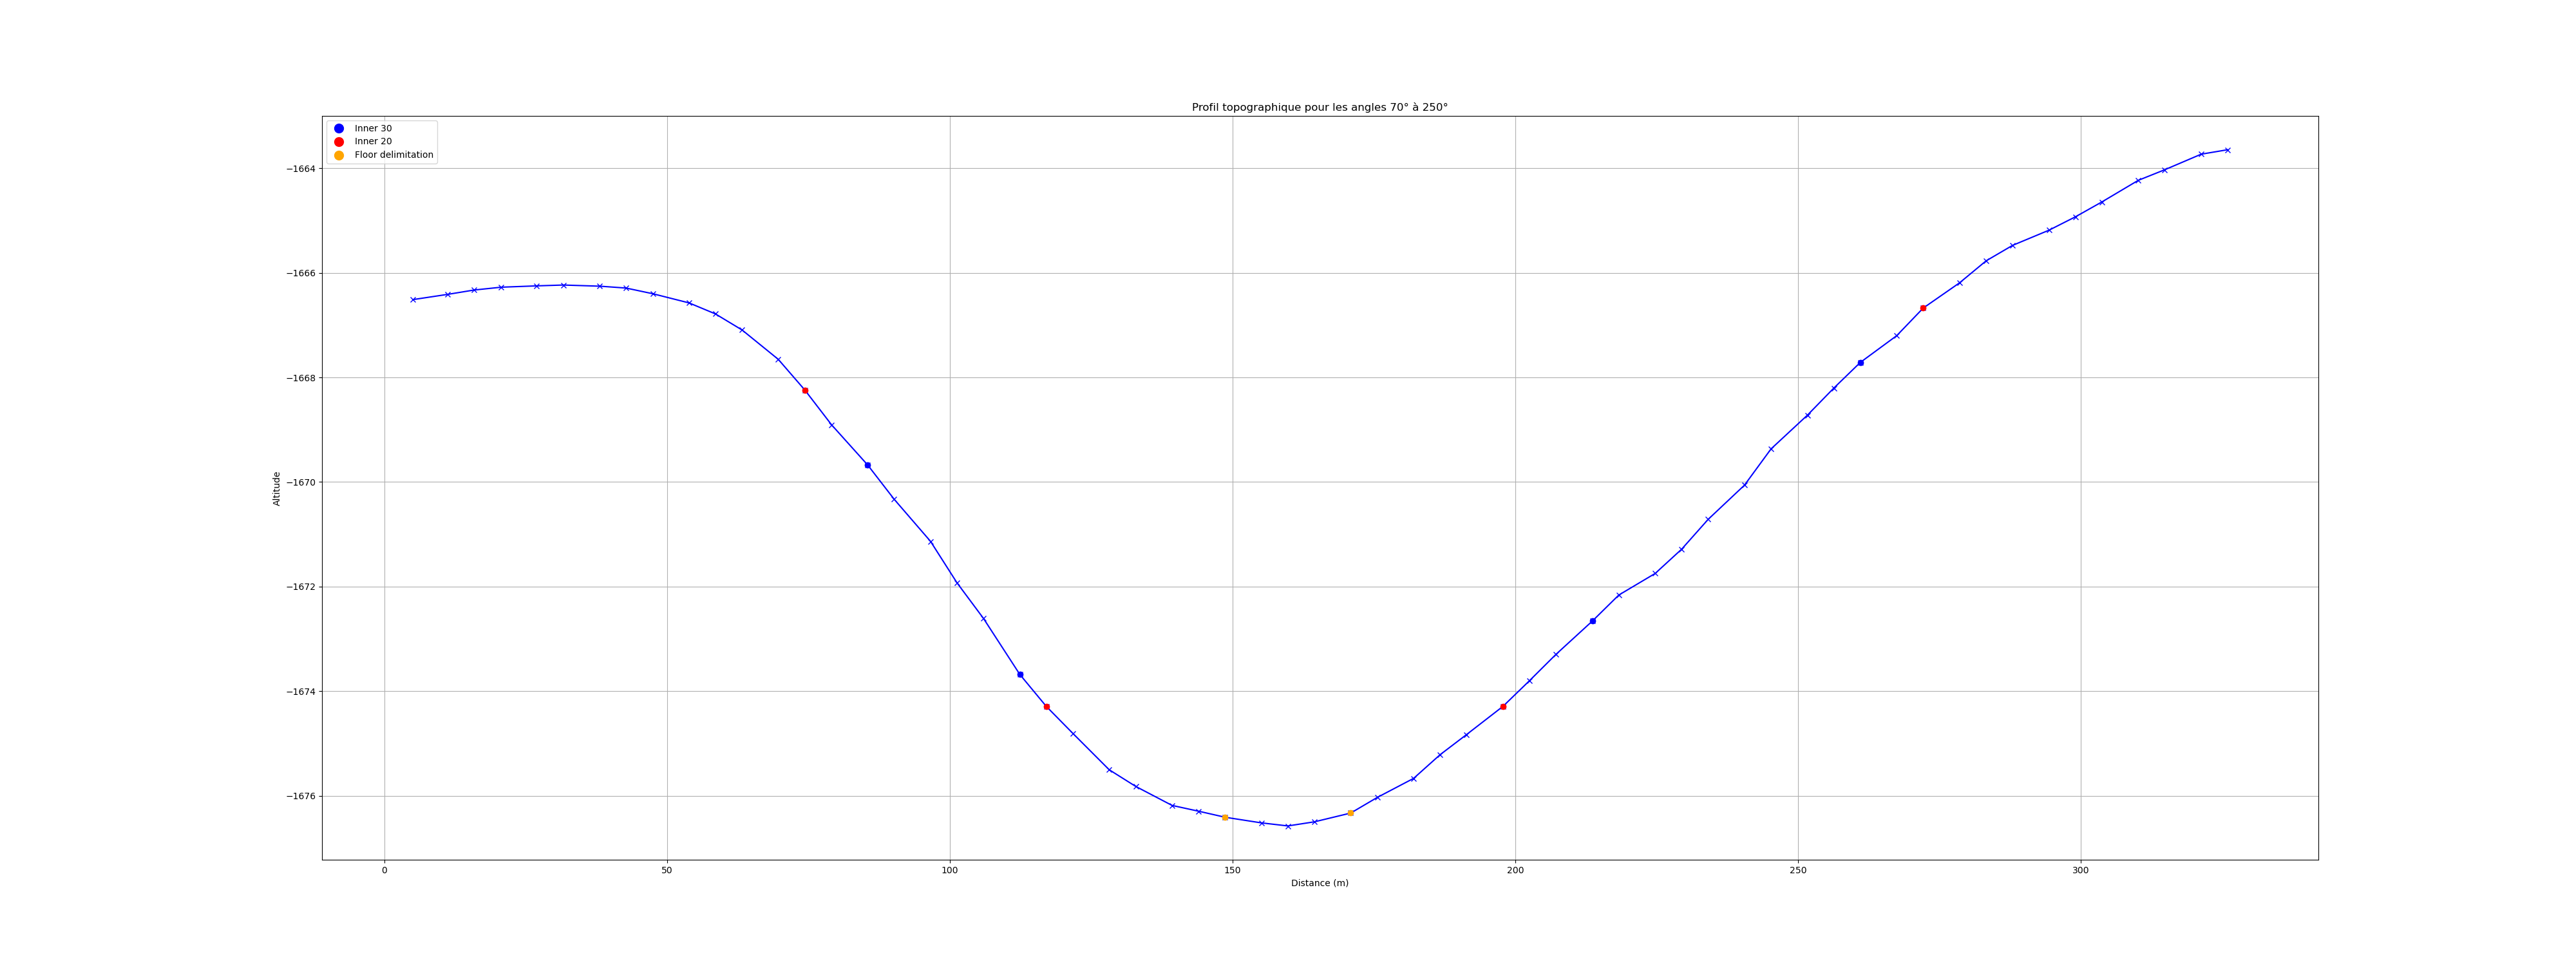 Profil topographique pour les angles 70° à 250°
Inner 30
Inner 20
Floor delimitation
Altitude
−1664
−1666
−1668
−1670
−1672
−1674
−1676
0
50
100
150
200
250
300
Distance (m)